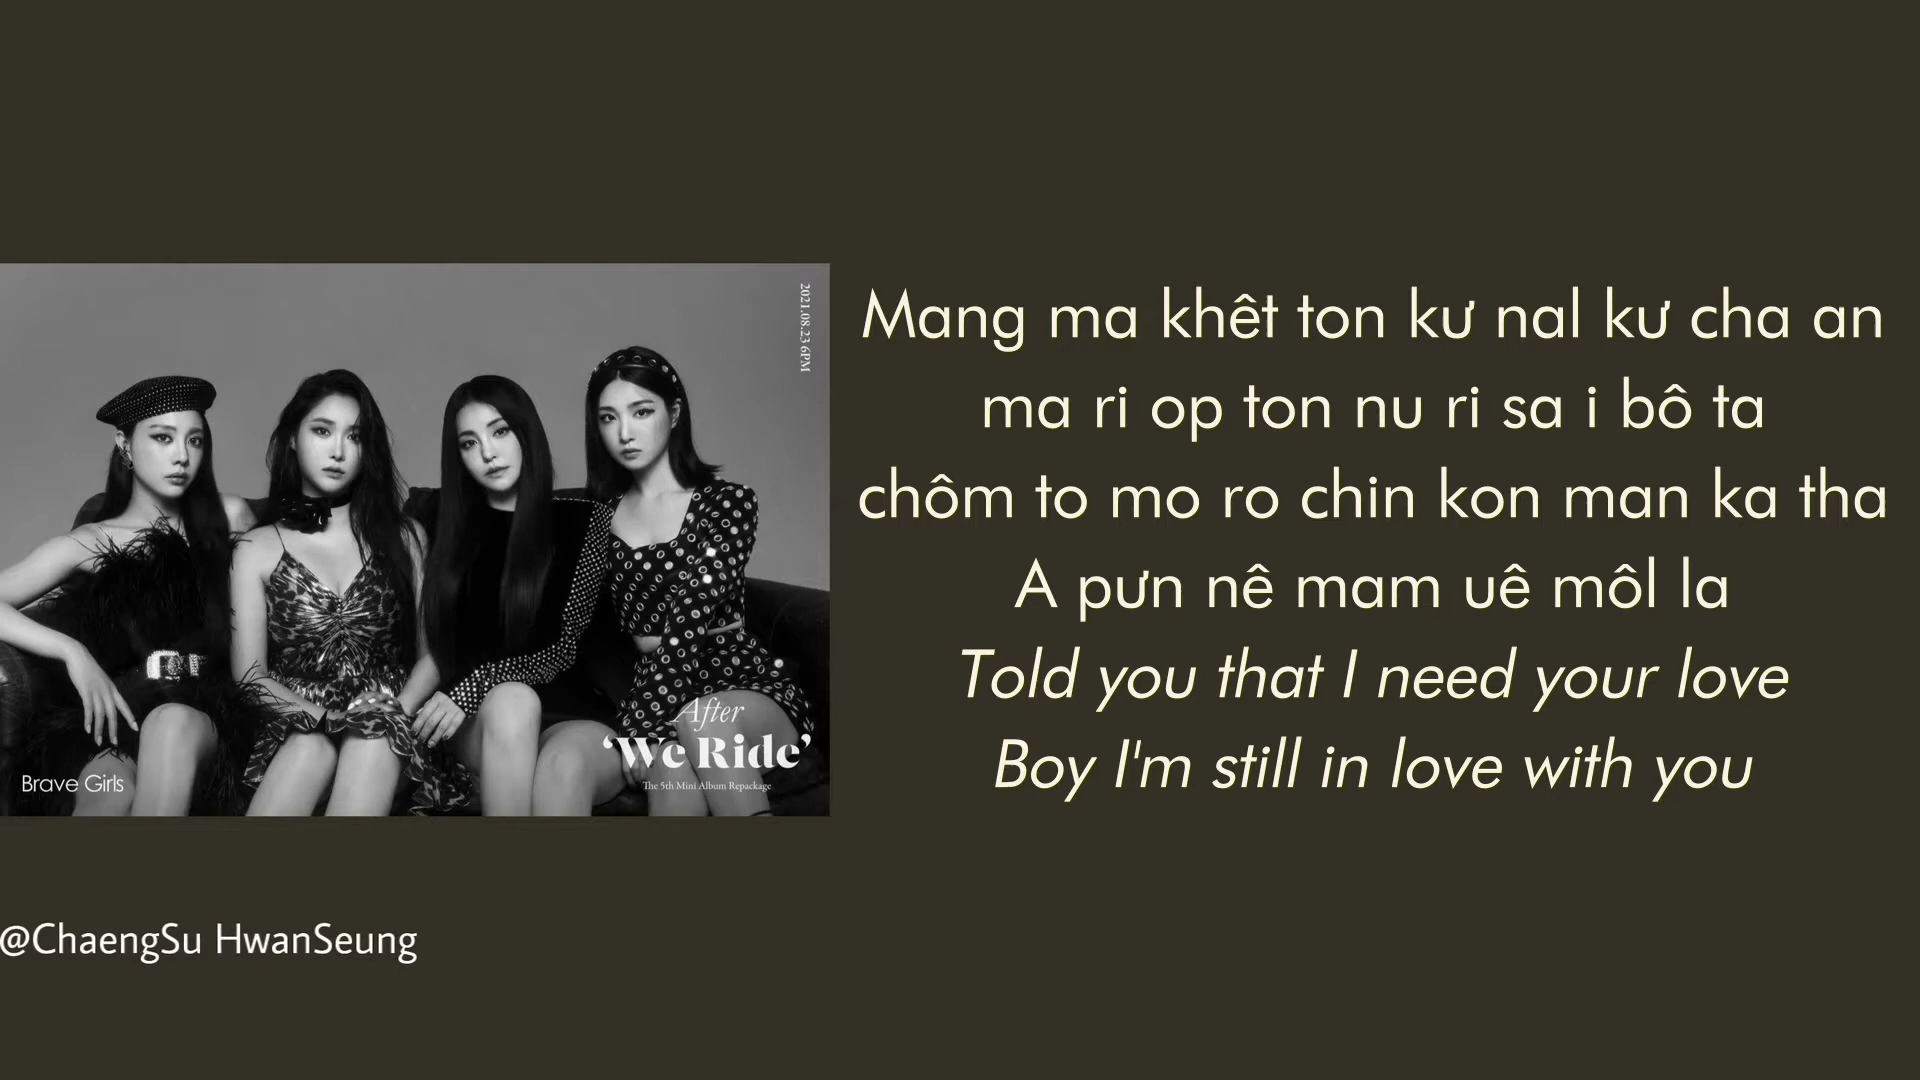 2021.08.23 6PM
After
'We Ride'
The 5th Mini Album Repackage
Brave Girls
Mang ma khêt ton kư nal kư cha an
ma ri op ton nu ri sa i bô ta
chôm to mo ro chin kon man ka tha
A pưn nê mam uê môl la
Told you that I need your love
Boy I'm still in love with you
@ChaengSu HwanSeung